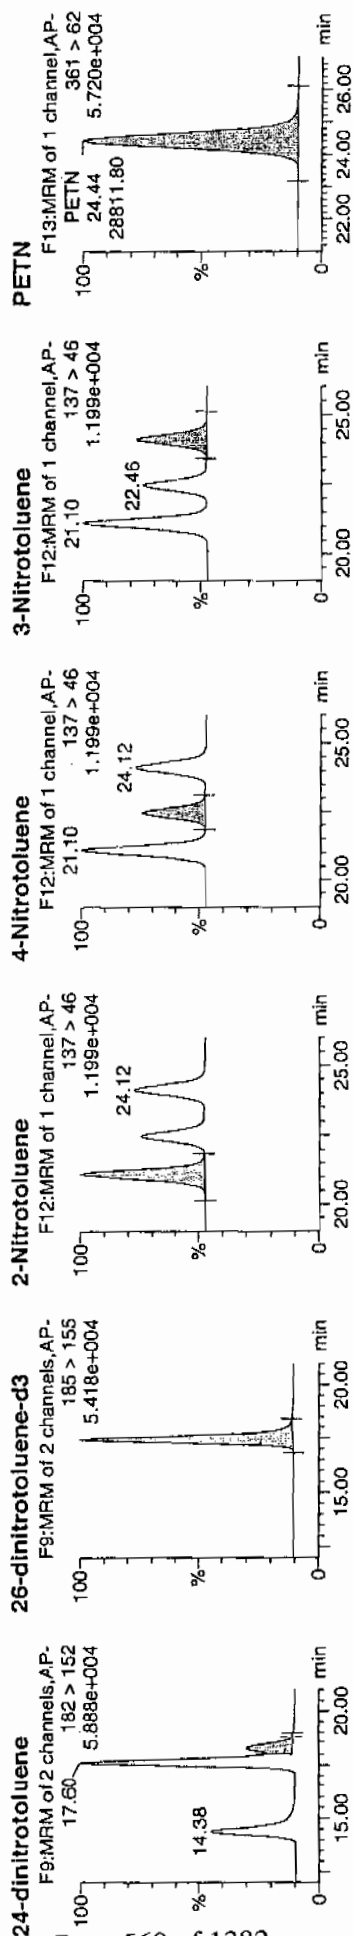 24-dinitrotoluene
F9:MRM of 2 channels,AP-
182 > 152
5.888e+004
17.60
14.38
100
%
0
15.00
20.00
min
26-dinitrotoluene-d3
F9:MRM of 2 channels,AP-
185 > 155
5.418e+004
100
%
0
15.00
20.00
min
2-Nitrotoluene
F12:MRM of 1 channel,AP-
137 > 46
1.199e+004
24.12
100
%
0
20.00
25.00
min
4-Nitrotoluene
F12:MRM of 1 channel,AP-
137 > 46
1.199e+004
21.10
24.12
100
%
0
20.00
25.00
min
3-Nitrotoluene
F12:MRM of 1 channel,AP-
137 > 46
1.199e+004
21.10
22.46
100
%
0
20.00
25.00
min
PETN
F13:MRM of 1 channel,AP-
361 > 62
5.720e+004
PETN
24.44
28811.80
100
%
0
22.00
24.00
26.00
min